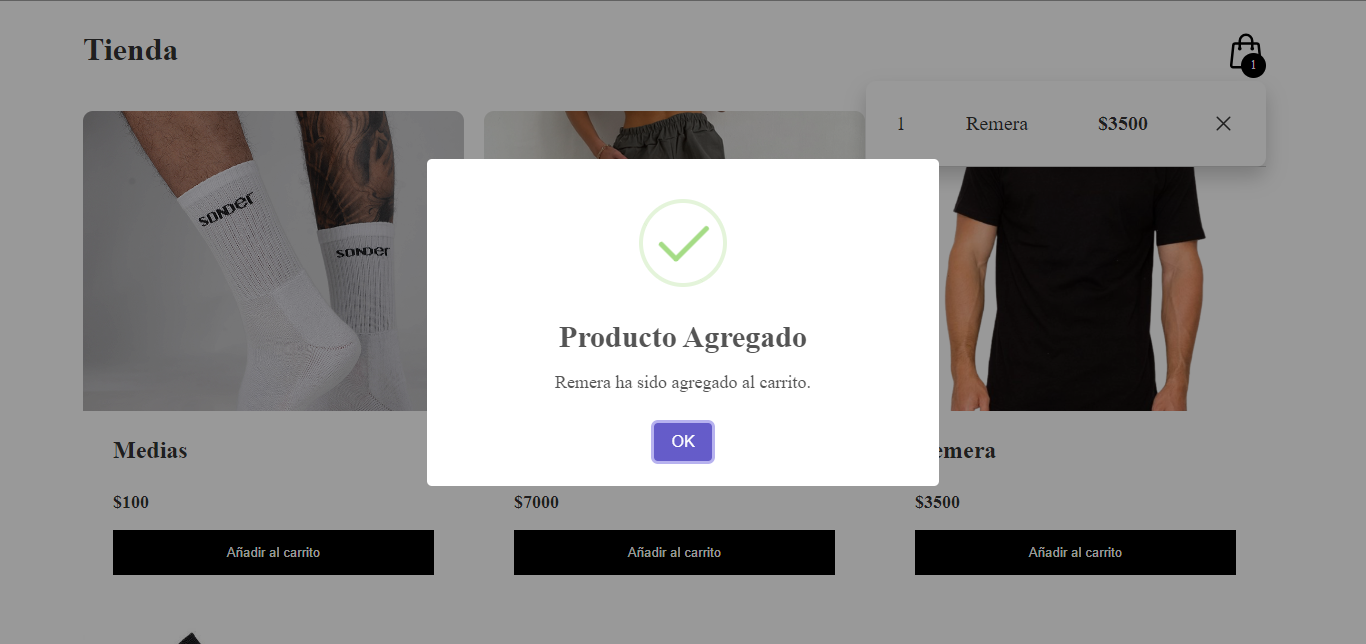 Tienda
1
1 Remera $3500
SONDer
SONDer
Producto Agregado
Remera ha sido agregado al carrito.
OK
Medias
emera
$100
$7000
$3500
Añadir al carrito
Añadir al carrito
Añadir al carrito